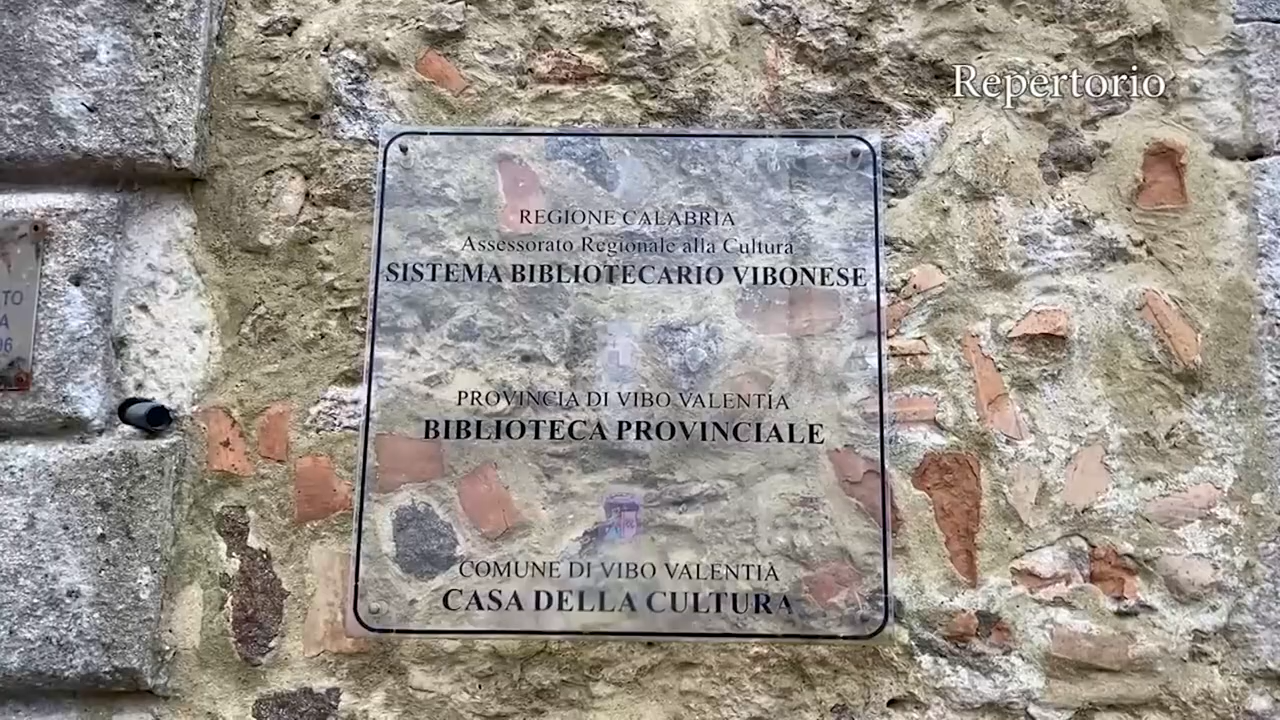 Repertorio
REGIONE CALABRIA
Assessorato Regionale alla Cultura
SISTEMA BIBLIOTECARIO VIBONESE
PROVINCIA DI VIBO VALENTIA
BIBLIOTECA PROVINCIALE
COMUNE DI VIBO VALENTIA
CASA DELLA CULTURA